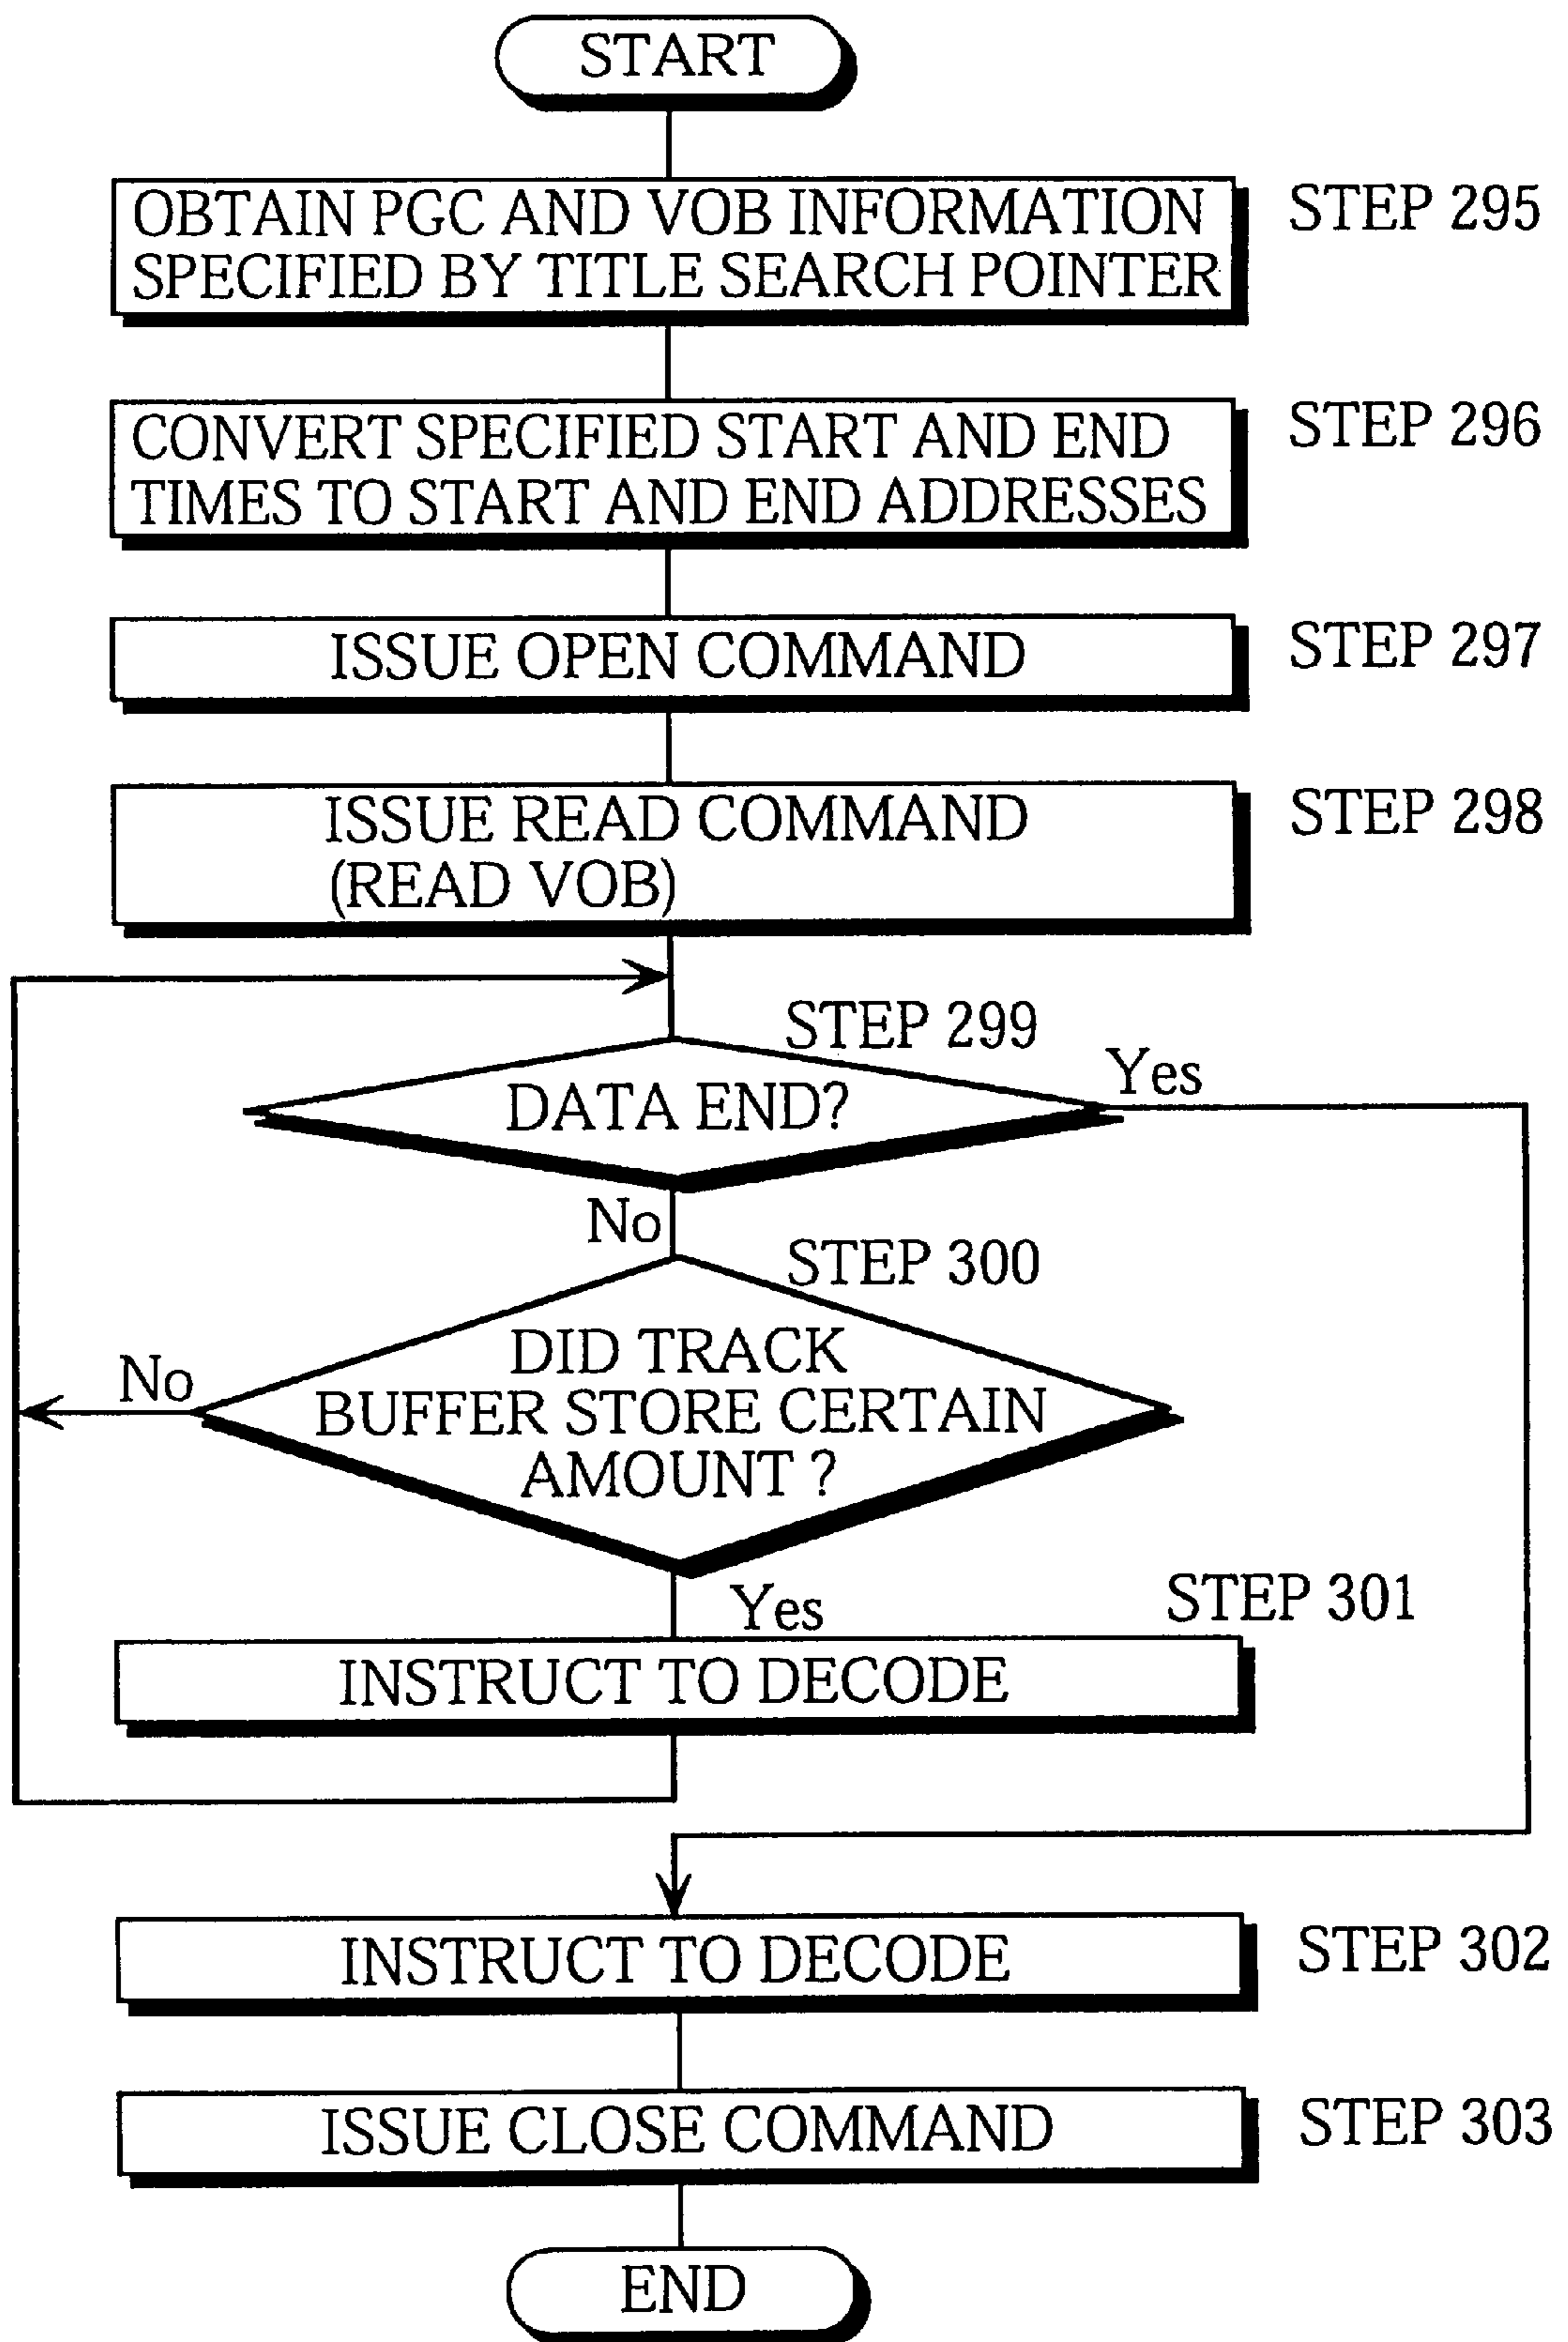 START
OBTAIN PGC AND VOB INFORMATION
SPECIFIED BY TITLE SEARCH POINTER
STEP 295
CONVERT SPECIFIED START AND END
TIMES TO START AND END ADDRESSES
STEP 296
ISSUE OPEN COMMAND
STEP 297
ISSUE READ COMMAND
(READ VOB)
STEP 298
STEP 299
DATA END?
Yes
No
STEP 300
DID TRACK
BUFFER STORE CERTAIN
AMOUNT ?
No
Yes
STEP 301
INSTRUCT TO DECODE
INSTRUCT TO DECODE
STEP 302
ISSUE CLOSE COMMAND
STEP 303
END